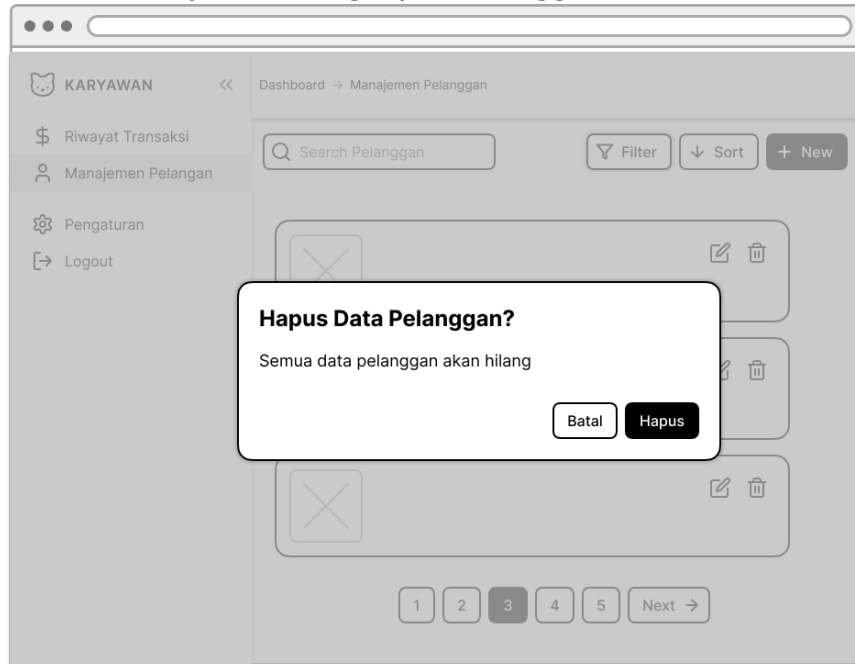 KARYAWAN
Dashboard → Manajemen Pelanggan
Riwayat Transaksi
Manajemen Pelangan
Pengaturan
Logout
Search Pelanggan
Filter
Sort
+ New
Hapus Data Pelanggan?
Semua data pelanggan akan hilang
Batal
Hapus
1 2 3 4 5 Next →